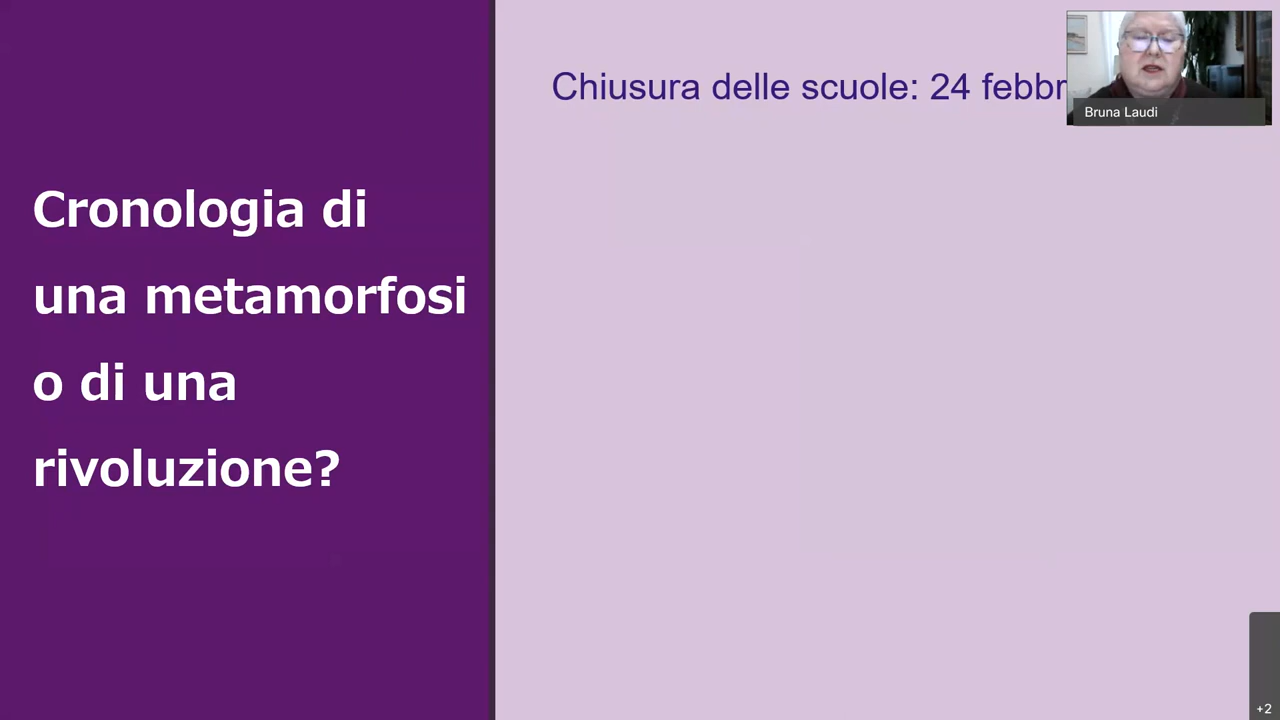 Chiusura delle scuole: 24 febbr
Bruna Laudi
Cronologia di
una metamorfosi
o di una
rivoluzione?
+2